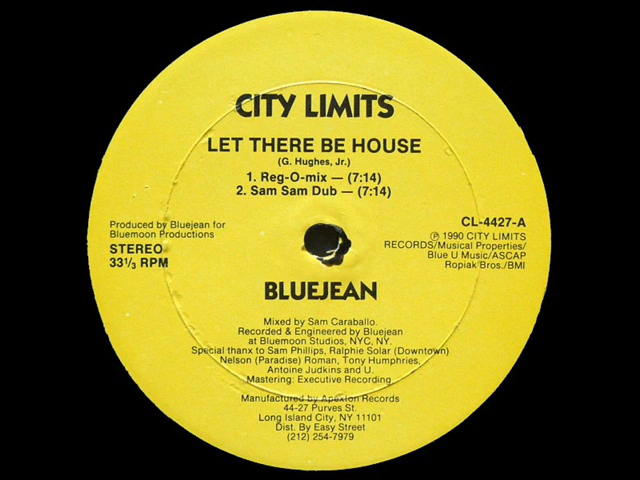 CITY LIMITS
LET THERE BE HOUSE
(G. Hughes, Jr.)
1. Reg-O-mix — (7:14)
2. Sam Sam Dub — (7:14)
Produced by Bluejean for
Bluemoon Productions
STEREO
33⅓ RPM
CL-4427-A
℗ 1990 CITY LIMITS
RECORDS/Musical Properties/
Blue U Music/ASCAP
Ropiak Bros./BMI
BLUEJEAN
Mixed by Sam Caraballo.
Recorded & Engineered by Bluejean
at Bluemoon Studios, NYC, NY.
Special thanx to Sam Phillips, Ralphie Solar (Downtown)
Nelson (Paradise) Roman, Tony Humphries,
Antoine Judkins and U.
Mastering: Executive Recording
Manufactured by Apexton Records
44-27 Purves St.
Long Island City, NY 11101
Dist. By Easy Street
(212) 254-7979